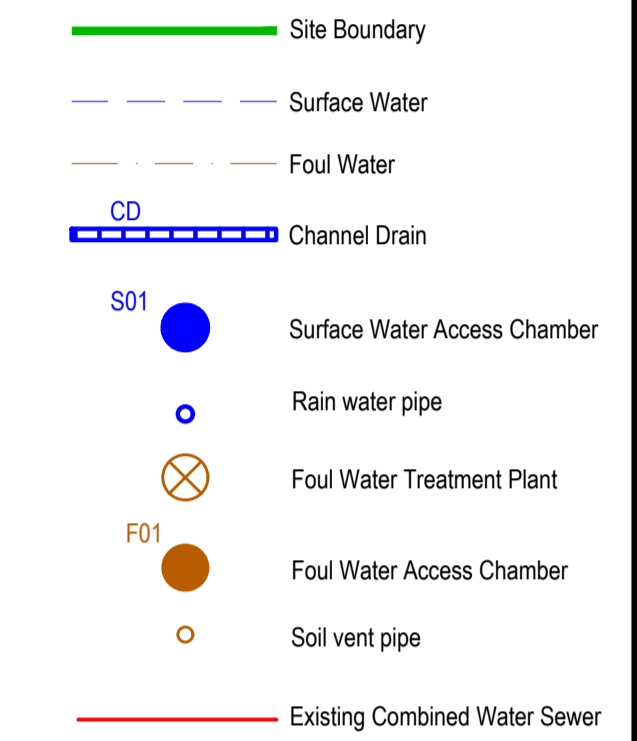 Site Boundary
Surface Water
Foul Water
CD
Channel Drain
S01
Surface Water Access Chamber
Rain water pipe
Foul Water Treatment Plant
F01
Foul Water Access Chamber
Soil vent pipe
Existing Combined Water Sewer